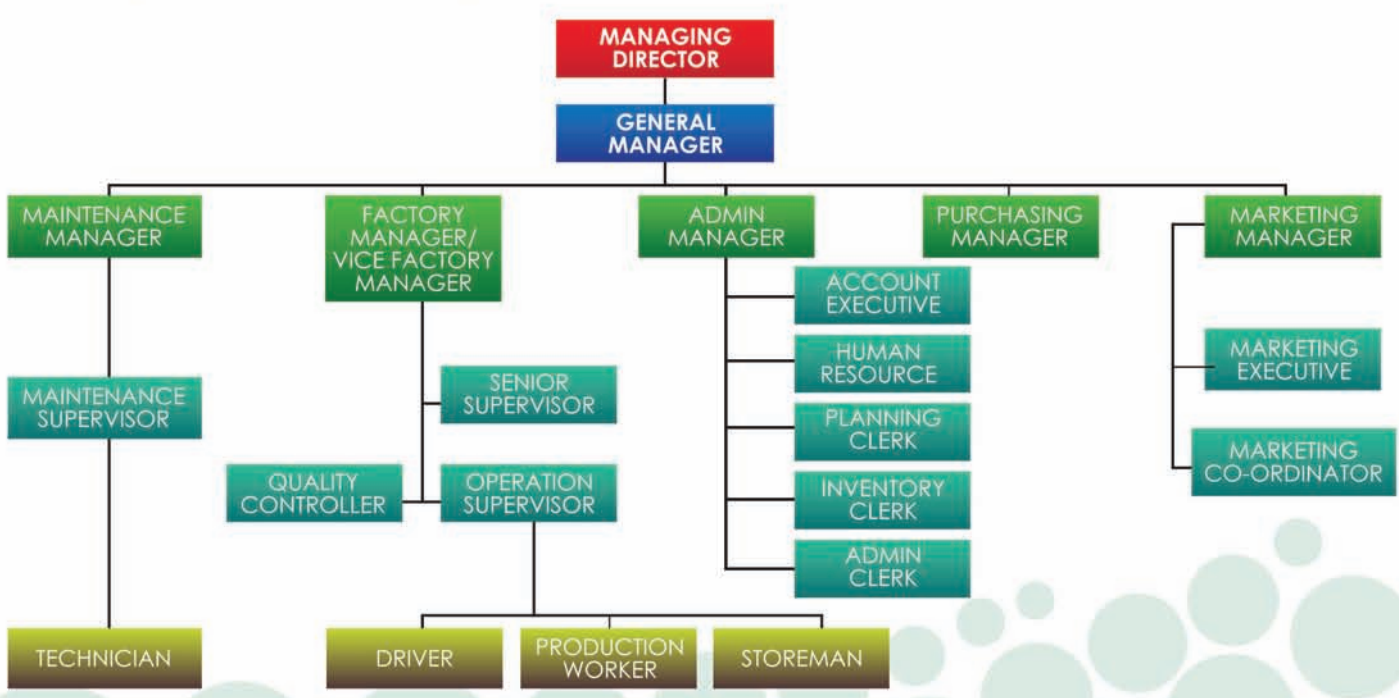 MANAGING
DIRECTOR
GENERAL
MANAGER
MAINTENANCE
MANAGER
FACTORY
MANAGER/
VICE FACTORY
MANAGER
ADMIN
MANAGER
PURCHASING
MANAGER
MARKETING
MANAGER
ACCOUNT
EXECUTIVE
HUMAN
RESOURCE
MARKETING
EXECUTIVE
MAINTENANCE
SUPERVISOR
SENIOR
SUPERVISOR
PLANNING
CLERK
MARKETING
CO-ORDINATOR
QUALITY
CONTROLLER
OPERATION
SUPERVISOR
INVENTORY
CLERK
ADMIN
CLERK
TECHNICIAN
DRIVER
PRODUCTION
WORKER
STOREMAN